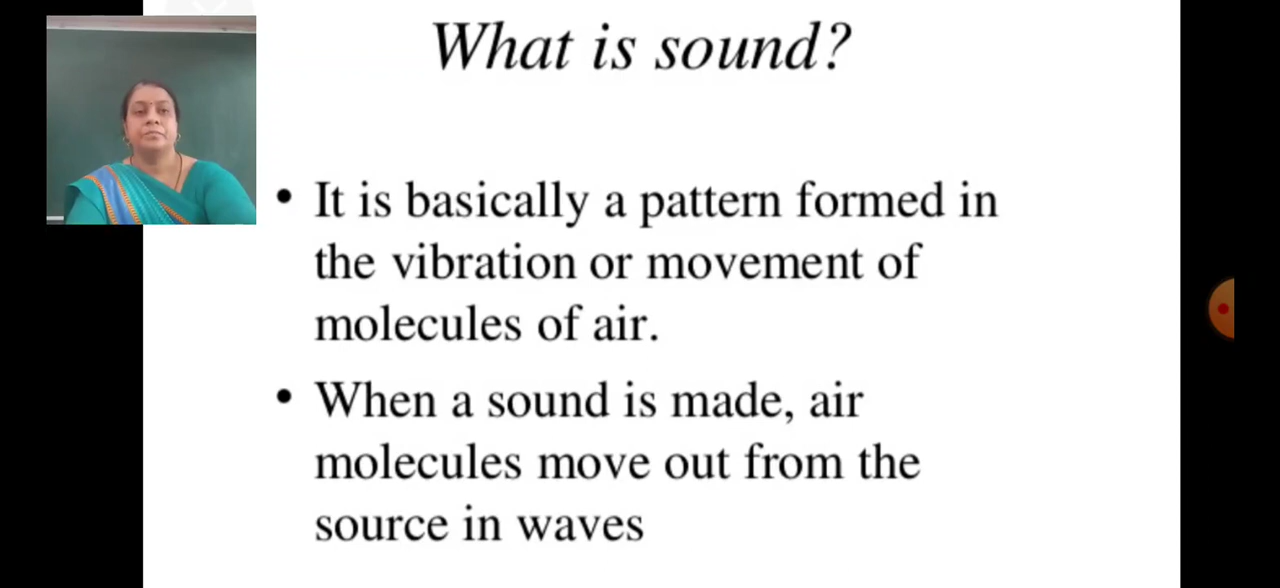 What is sound?
• It is basically a pattern formed in
the vibration or movement of
molecules of air.
• When a sound is made, air
molecules move out from the
source in waves